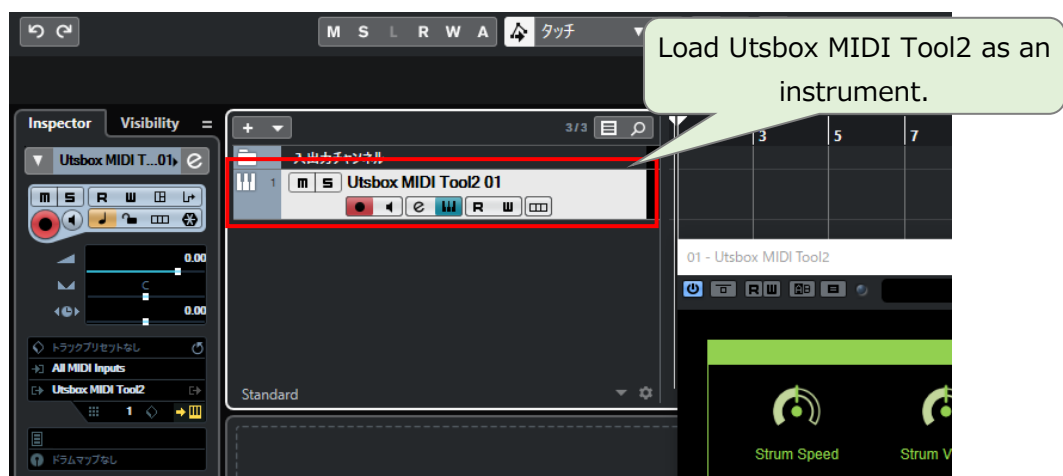 M S L R W A タッチ
Load Utsbox MIDI Tool2 as an
instrument.
Inspector Visibility
3/3
3 5 7
Utsbox MIDI T...01
入出力チャンネル
1 m s Utsbox MIDI Tool2 01
m s R W
e R W
0.00
01 - Utsbox MIDI Tool2
C
R W AB
0.00
トラックプリセットなし
All MIDI Inputs
Utsbox MIDI Tool2
Standard
1
ドラムマップなし
Strum Speed Strum V